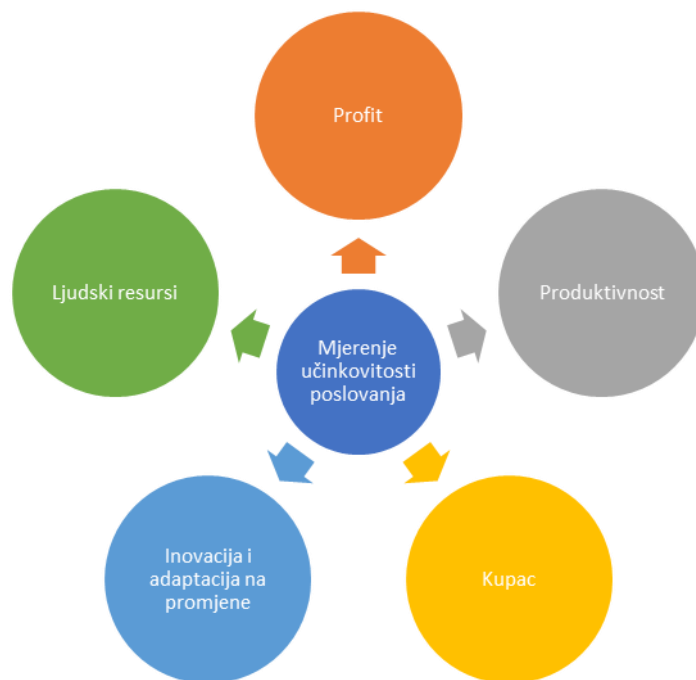 Profit
Ljudski resursi
Produktivnost
Mjerenje
učinkovitosti
poslovanja
Inovacija i
adaptacija na
promjene
Kupac